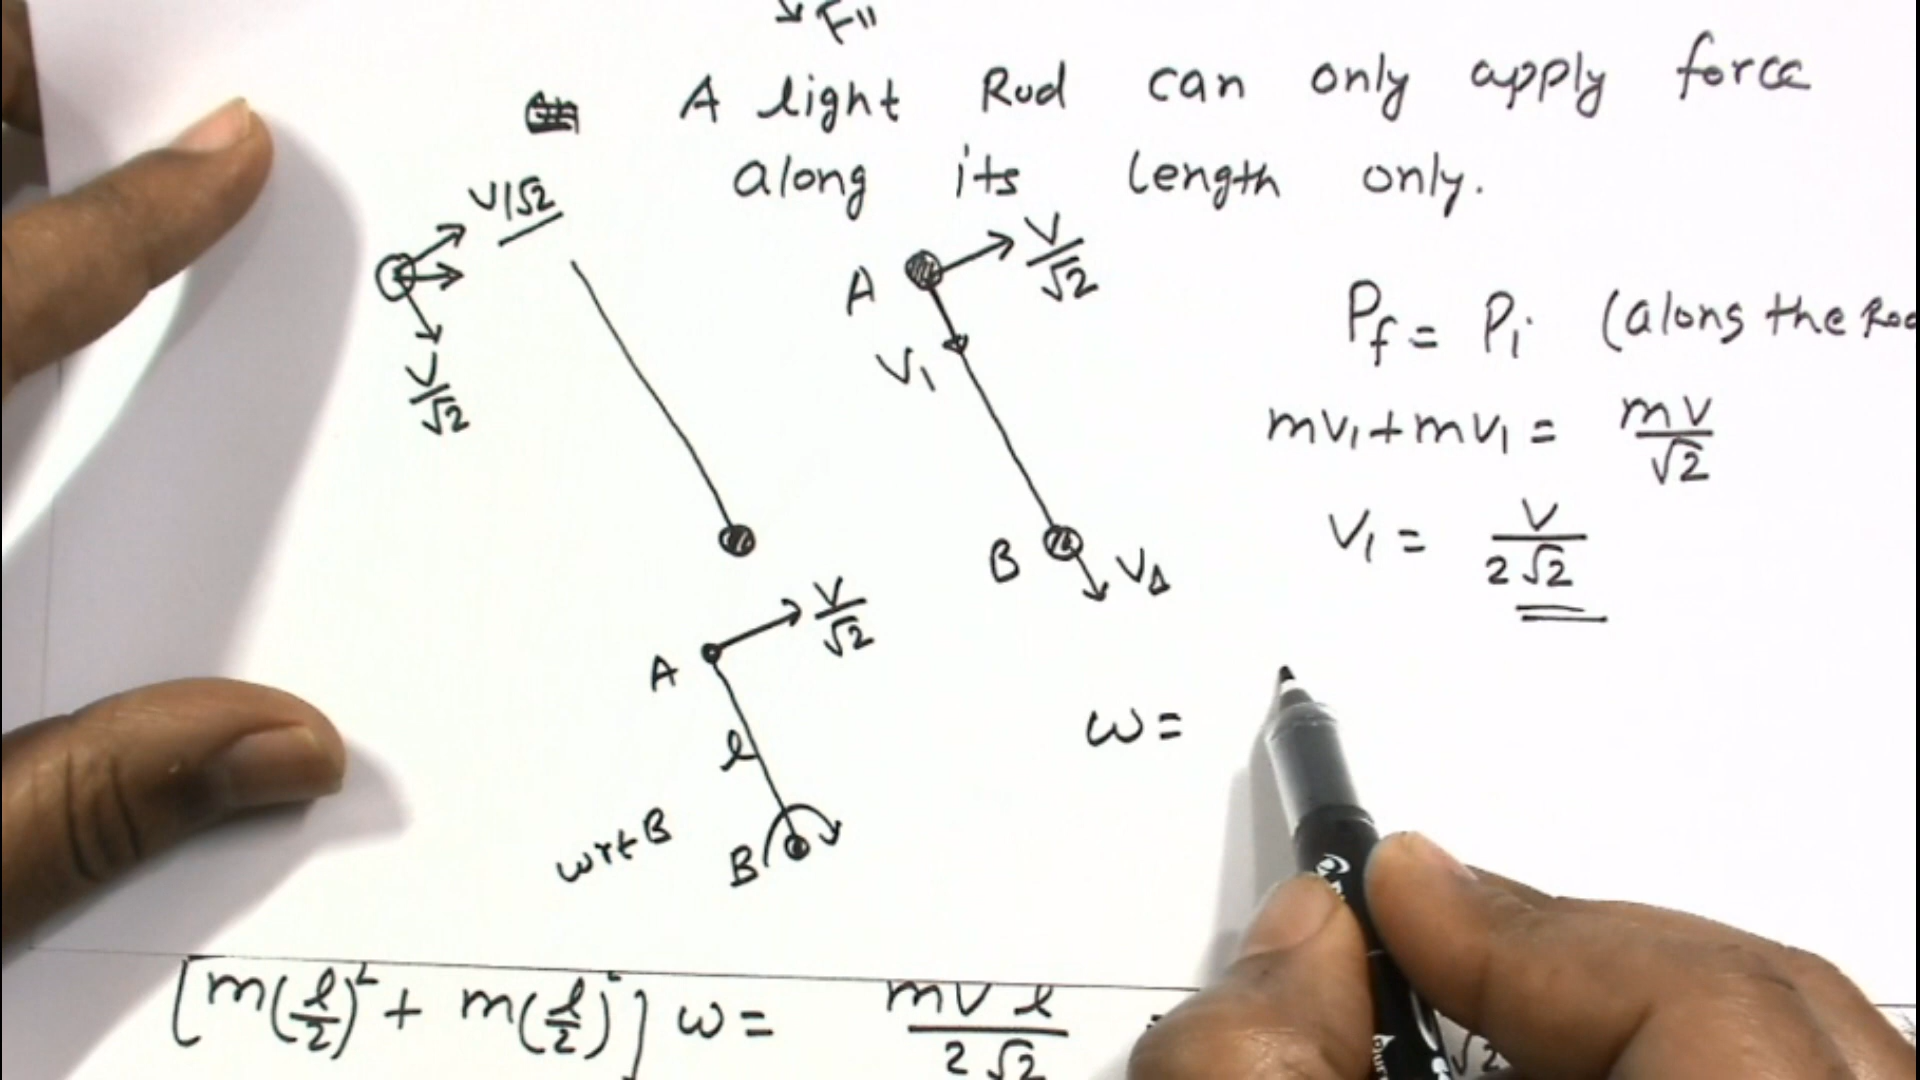 F"
A light Rod can only apply force
along its length only.
V/√2
V/√2
A V/√2
V₁
B V₁
Pf = Pi (along the Rod
mv₁ + mv₁ = mv/√2
V₁ = V/2√2
A V/√2
l
wrt B
B
ω =
[m(l/2)² + m(l/2)²] ω = mvl/2√2